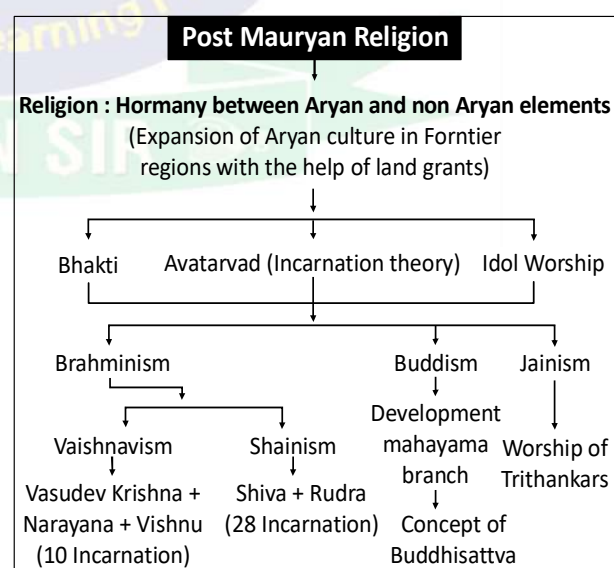 earning
N SIR
Post Mauryan Religion
Religion : Hormany between Aryan and non Aryan elements
(Expansion of Aryan culture in Forntier
regions with the help of land grants)
Bhakti
Avatarvad (Incarnation theory)
Idol Worship
Brahminism
Buddism
Jainism
Vaishnavism
Shainism
Development
mahayama
branch
Worship of
Trithankars
Vasudev Krishna +
Narayana + Vishnu
(10 Incarnation)
Shiva + Rudra
(28 Incarnation)
Concept of
Buddhisattva